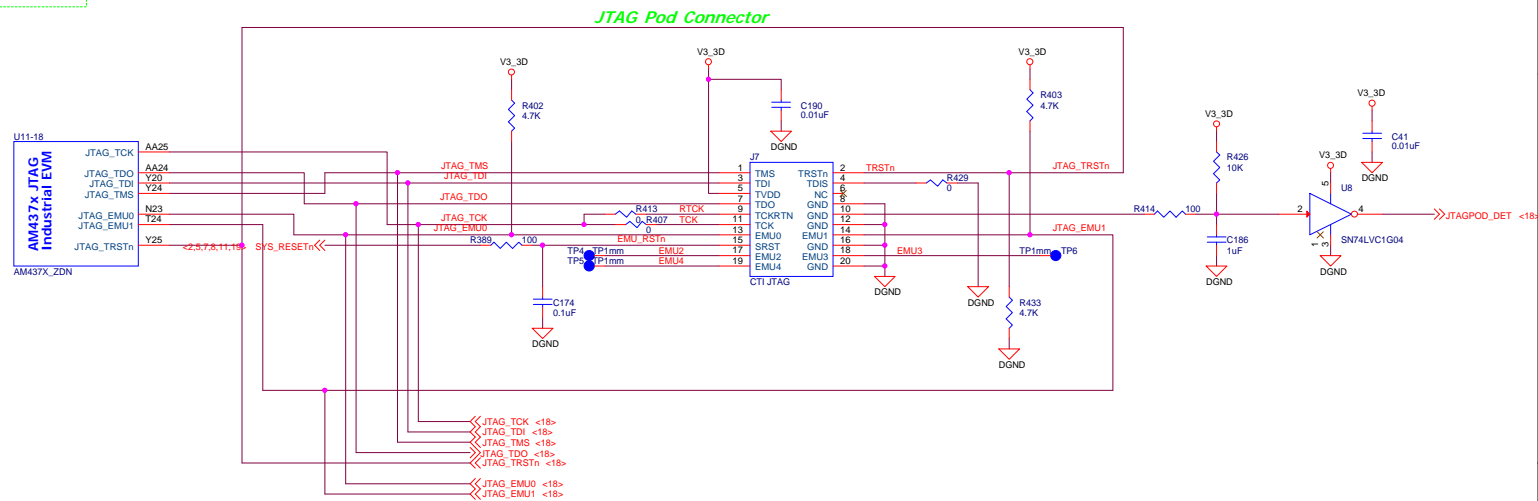 JTAG Pod Connector
V3_3D
V3_3D
V3_3D
V3_3D
V3_3D
V3_3D
R402
4.7K
C190
0.01uF
DGND
R403
4.7K
R426
10K
C41
0.01uF
DGND
U11-18
AM437x JTAG
Industrial EVM
AM437X_ZDN
JTAG_TCK AA25
JTAG_TDO AA24
JTAG_TDI Y20
JTAG_TMS Y24
JTAG_EMU0 N23
JTAG_EMU1 T24
JTAG_TRSTn Y25
<2,5,7,8,11,19> SYS_RESETn
JTAG_TMS
JTAG_TDI
JTAG_TDO
JTAG_TCK
JTAG_EMU0
R413
0
RTCK
R407
0
TCK
R389 100
EMU_RSTn
TP4 TP1mm EMU2
TP5 TP1mm EMU4
C174
0.1uF
DGND
J7
1 TMS TRSTn 2
3 TDI TDIS 4
5 TVDD NC 6
7 TDO GND 8
9 TCKRTN GND 10
11 TCK GND 12
13 EMU0 EMU1 14
15 SRST GND 16
17 EMU2 EMU3 18
19 EMU4 GND 20
CTI JTAG
TRSTn
JTAG_TRSTn
R429
0
JTAG_EMU1
EMU3
TP1mm TP6
DGND
DGND
R433
4.7K
DGND
R414 100
C186
1uF
DGND
U8
5
2
4
1
3
SN74LVC1G04
DGND
JTAGPOD_DET <18>
JTAG_TCK <18>
JTAG_TDI <18>
JTAG_TMS <18>
JTAG_TDO <18>
JTAG_TRSTn <18>
JTAG_EMU0 <18>
JTAG_EMU1 <18>